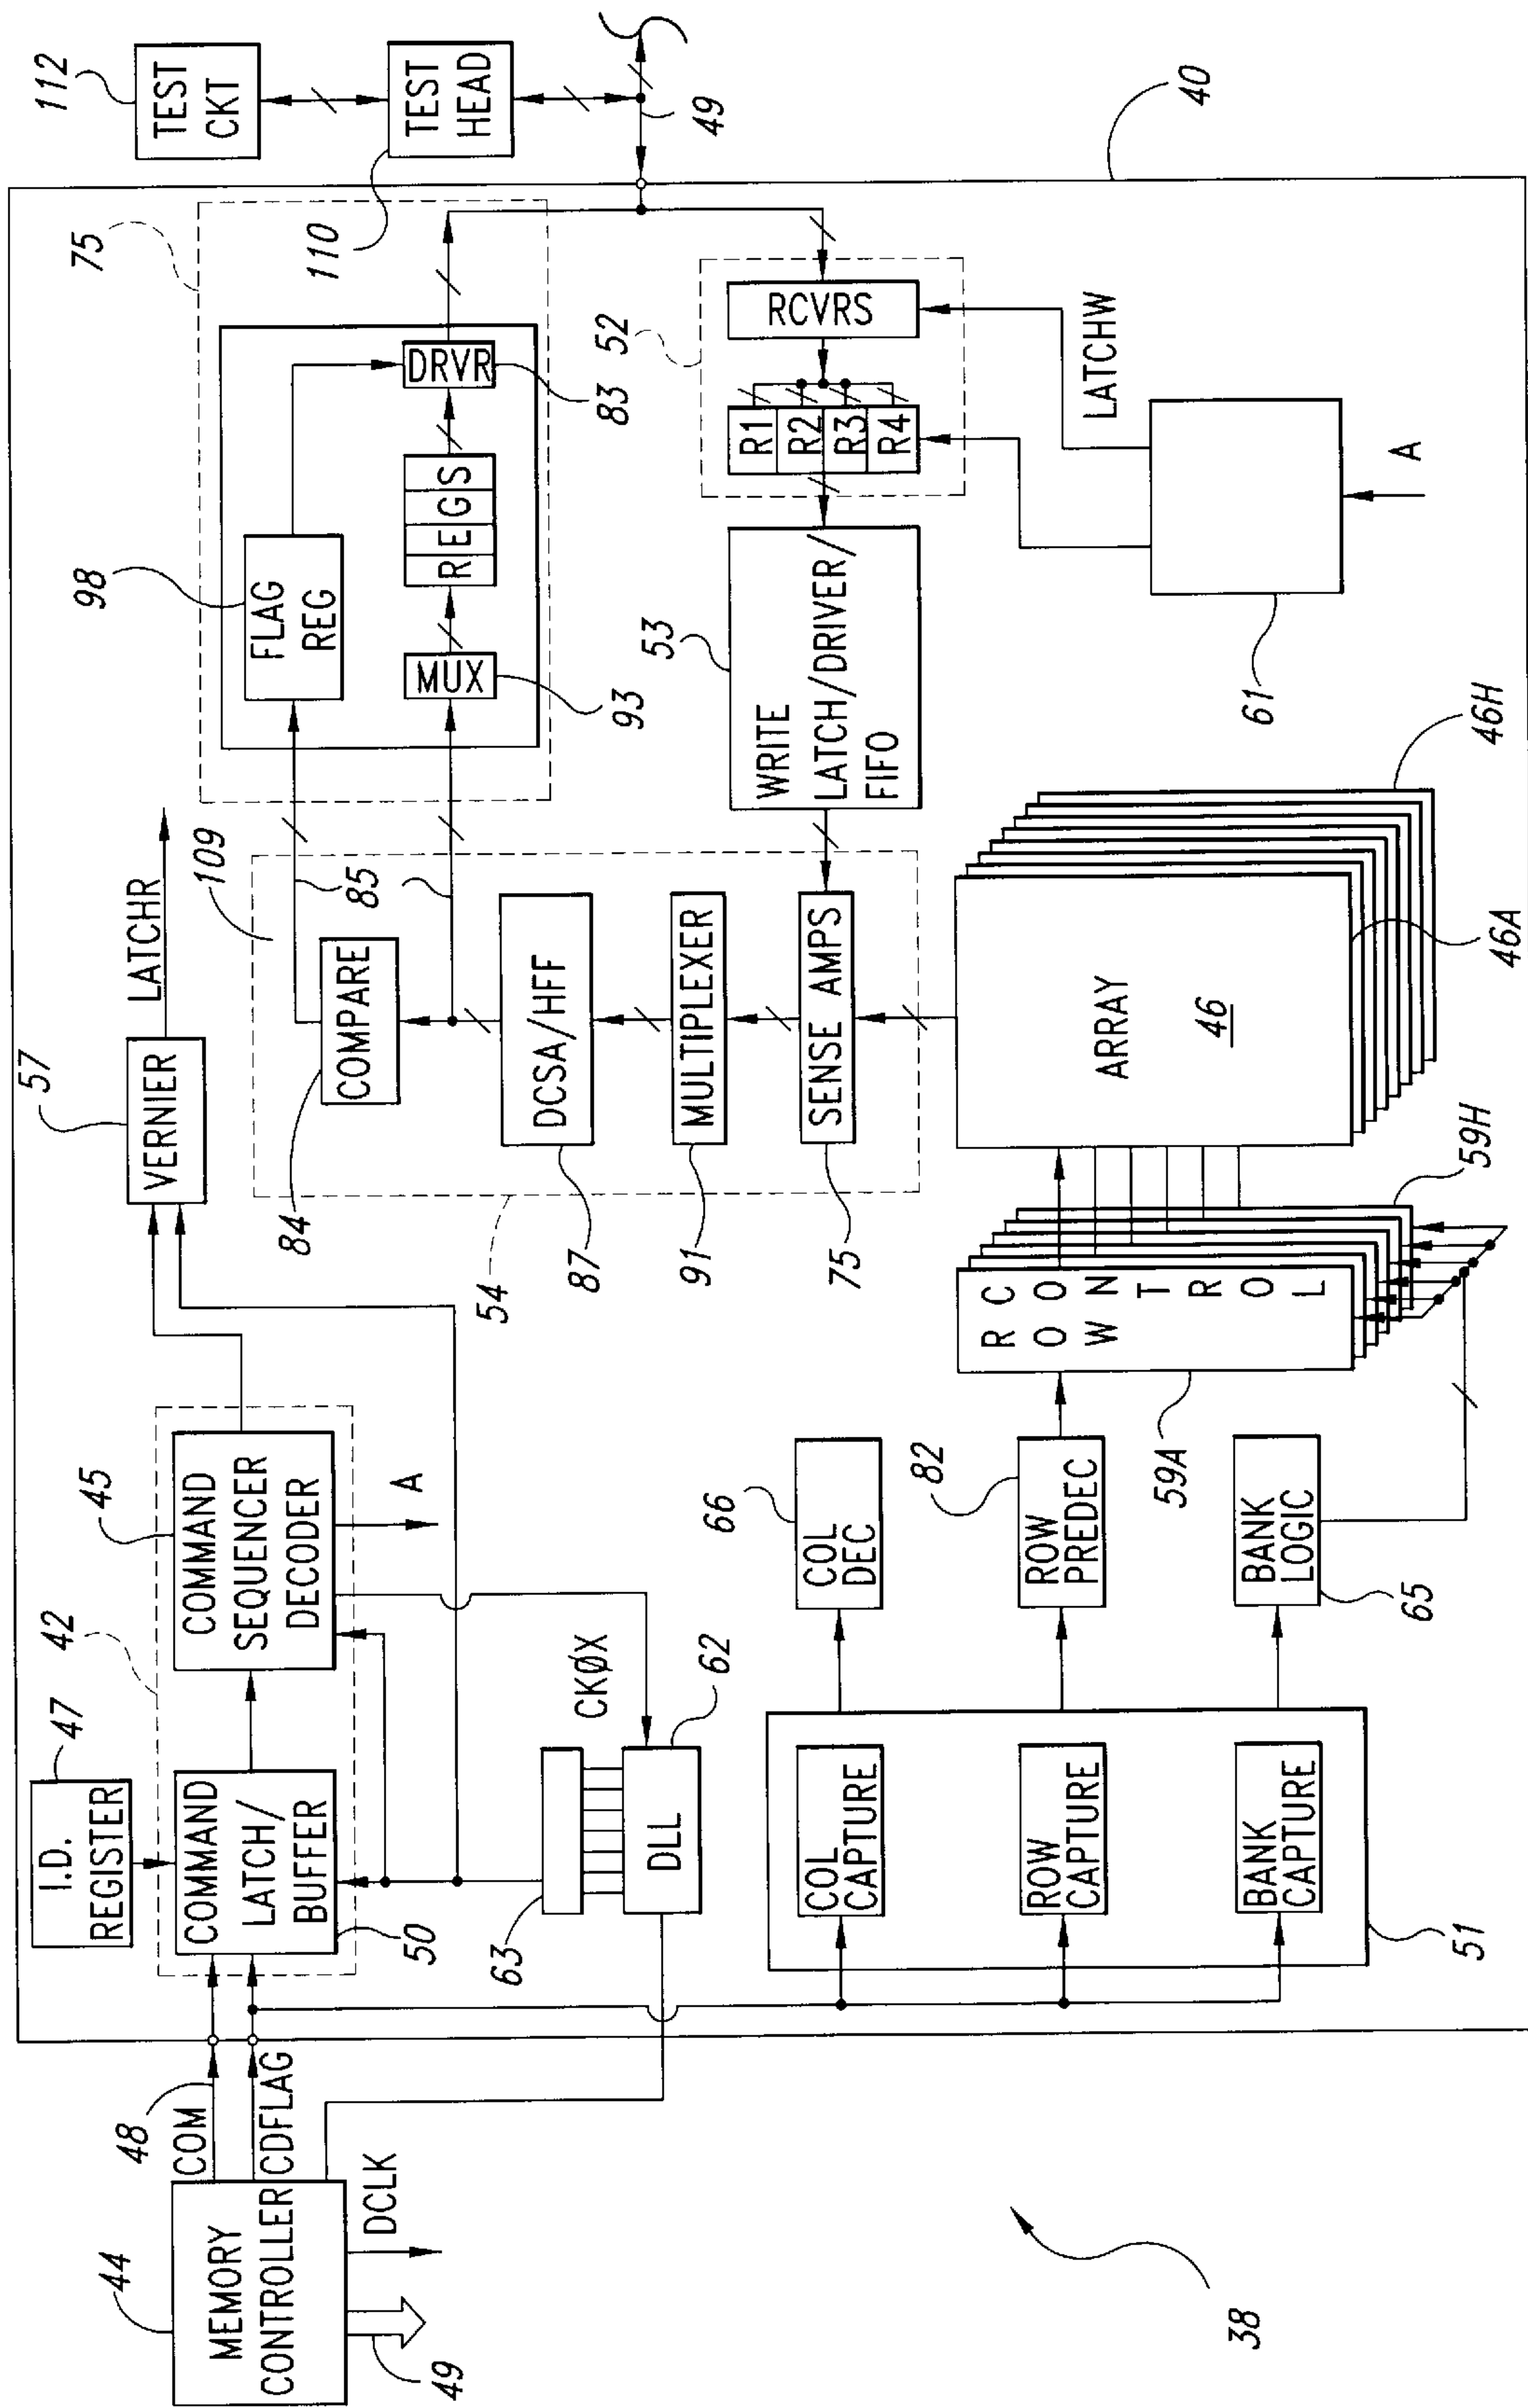 44
MEMORY
CONTROLLER
49
DCLK
COM
CDFLAG
48
47
I.D.
REGISTER
42
COMMAND
LATCH/
BUFFER
50
45
COMMAND
SEQUENCER
DECODER
A
57
VERNIER
LATCHR
63
CKØX
DLL
62
COL
CAPTURE
ROW
CAPTURE
BANK
CAPTURE
51
66
COL
DEC
82
ROW
PREDEC
BANK
LOGIC
65
ROW
CONTROL
59A
59H
ARRAY
46
46A
46H
109
84
COMPARE
85
87
DCSA/HFF
91
MULTIPLEXER
75
SENSE AMPS
54
75
98
FLAG
REG
MUX
93
REGS
DRVR
83
52
RCVRS
R1
R2
R3
R4
53
WRITE
LATCH/DRIVER/
FIFO
LATCHW
61
A
112
TEST
CKT
110
TEST
HEAD
49
40
38